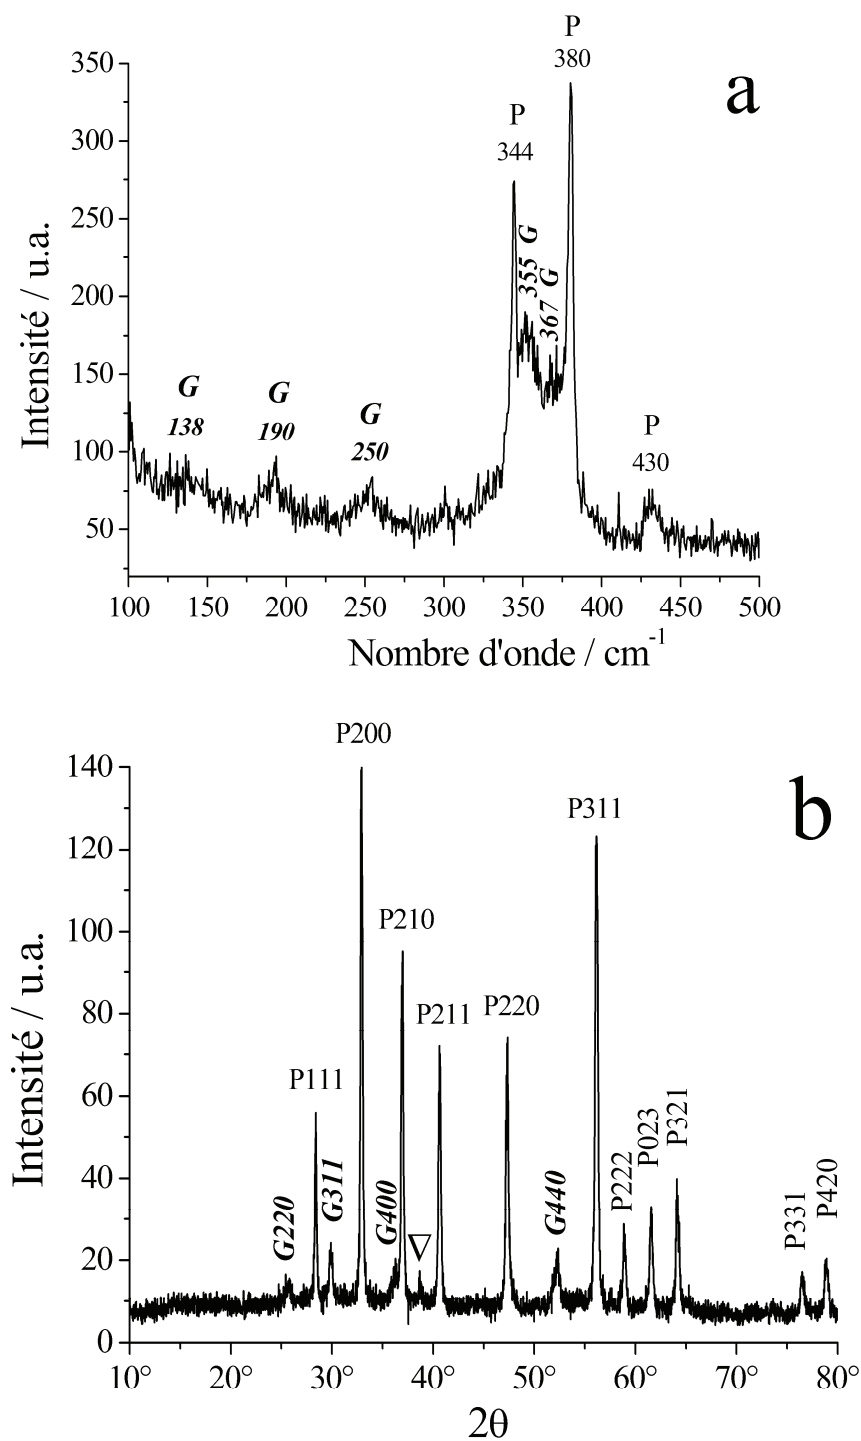 P
380
350
a
P
344
300
250
355 G
367 G
200
Intensité / u.a.
150
G
138
G
190
G
250
P
430
100
50
100 150 200 250 300 350 400 450 500
Nombre d'onde / cm-1
P200
140
b
P311
120
P210
100
P211
P220
80
P111
60
Intensité / u.a.
G220
G311
G400
∇
G440
P222
P023
P321
P331
P420
40
20
0
10° 20° 30° 40° 50° 60° 70° 80°
2θ